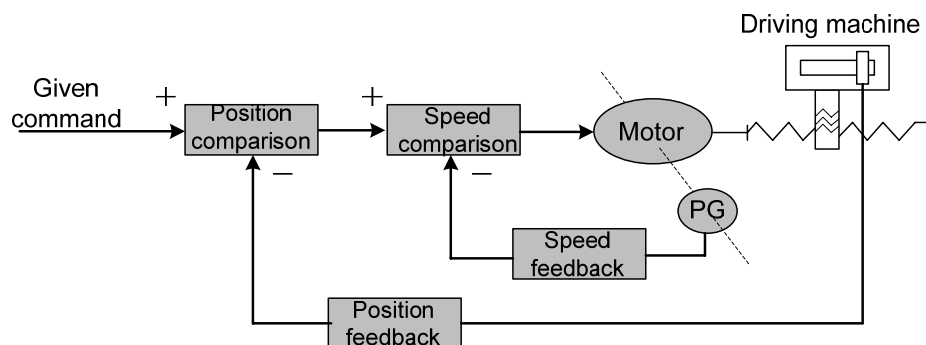 Driving machine
Given
command
+
Position
comparison
−
+
Speed
comparison
−
Motor
PG
Speed
feedback
Position
feedback